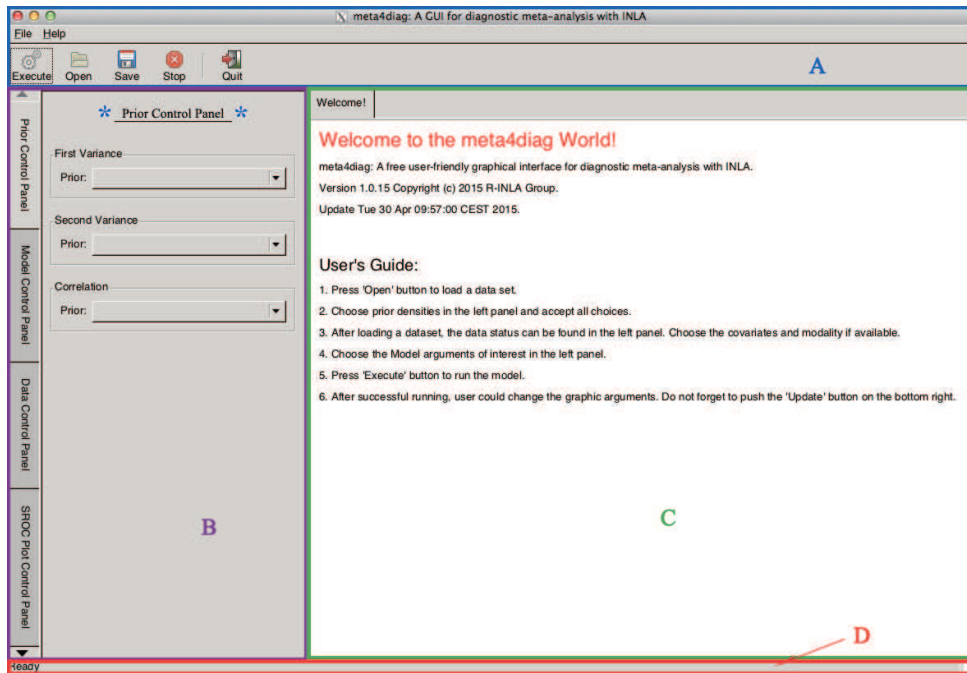 meta4diag: A GUI for diagnostic meta-analysis with INLA
File Help
Execute Open Save Stop Quit
A
Prior Control Panel
Model Control Panel
Data Control Panel
SROC Plot Control Panel
* Prior Control Panel *
First Variance
Prior:
Second Variance
Prior:
Correlation
Prior:
B
Welcome!
Welcome to the meta4diag World!
meta4diag: A free user-friendly graphical interface for diagnostic meta-analysis with INLA.
Version 1.0.15 Copyright (c) 2015 R-INLA Group.
Update Tue 30 Apr 09:57:00 CEST 2015.
User's Guide:
1. Press 'Open' button to load a data set.
2. Choose prior densities in the left panel and accept all choices.
3. After loading a dataset, the data status can be found in the left panel. Choose the covariates and modality if available.
4. Choose the Model arguments of interest in the left panel.
5. Press 'Execute' button to run the model.
6. After successful running, user could change the graphic arguments. Do not forget to push the 'Update' button on the bottom right.
C
D
Ready